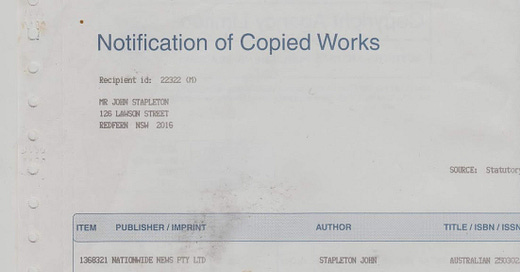 Notification of Copied Works
Recipient id: 22322 (M)
MR JOHN STAPLETON
126 LAWSON STREET
REDFERN NSW 2016
SOURCE: Statutory
ITEM PUBLISHER / IMPRINT AUTHOR TITLE / ISBN / ISSN
1368321 NATIONWIDE NEWS PTY LTD STAPLETON JOHN AUSTRALIAN 250302